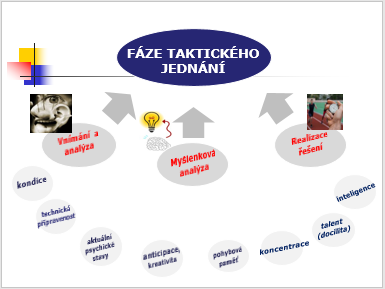 FÁZE TAKTICKÉHO
JEDNÁNÍ
Vnímání a
analýza
Myšlenková
analýza
Realizace
řešení
kondice
technická
připravenost
aktuální
psychické
stavy
anticipace,
kreativita
pohybová
paměť
koncentrace
talent
(docilita)
inteligence